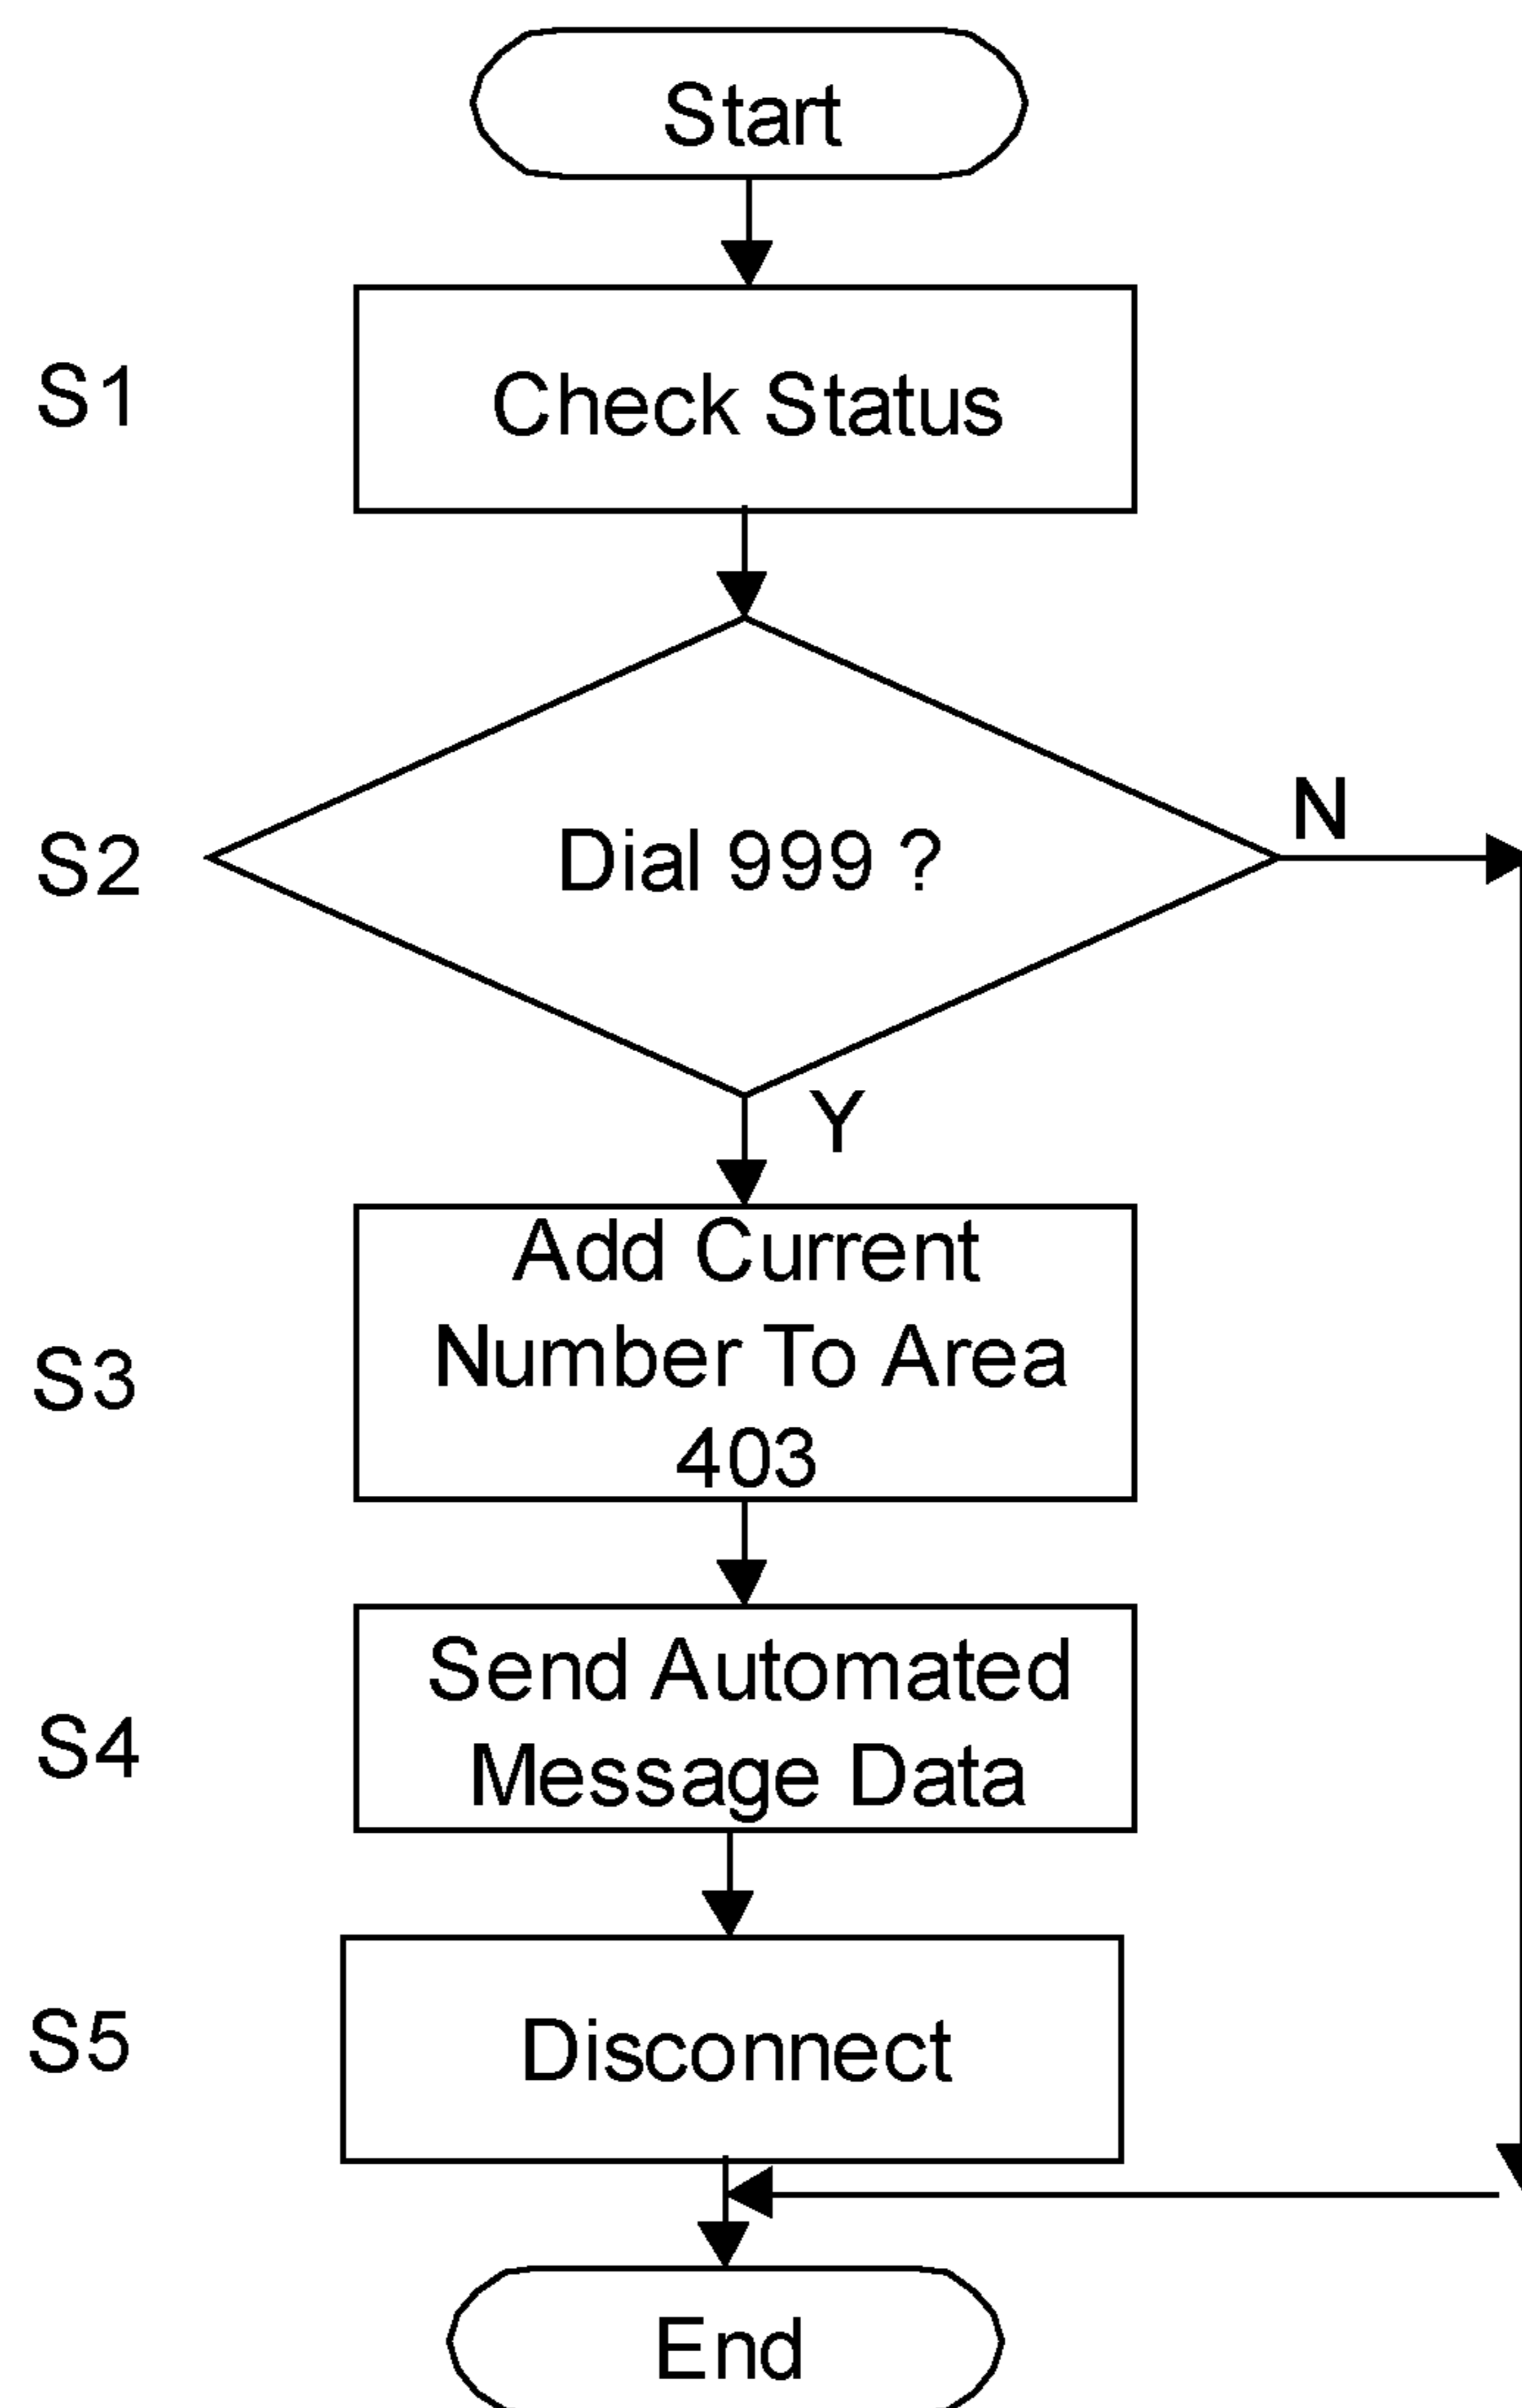 Start
S1
Check Status
S2
Dial 999 ?
N
Y
S3
Add Current
Number To Area
403
S4
Send Automated
Message Data
S5
Disconnect
End